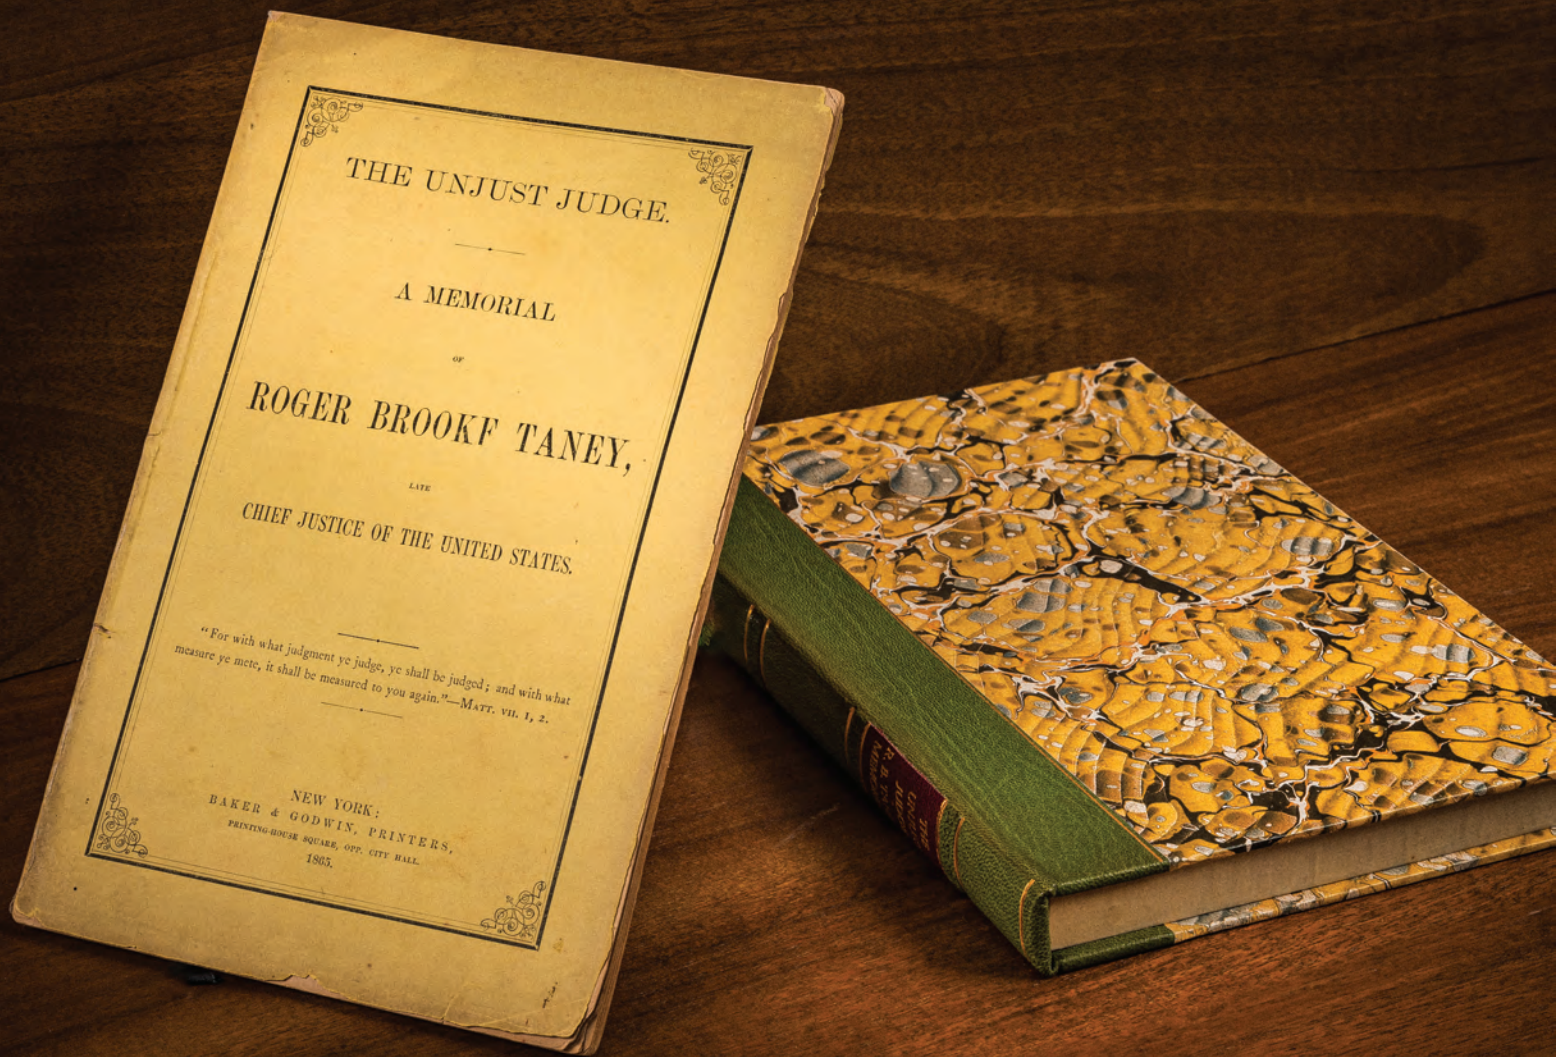 THE UNJUST JUDGE.
A MEMORIAL
OF
ROGER BROOKF TANEY,
LATE
CHIEF JUSTICE OF THE UNITED STATES.
“For with what judgment ye judge, ye shall be judged; and with what
measure ye mete, it shall be measured to you again.”—MATT. VII. 1, 2.
NEW YORK:
BAKER & GODWIN, PRINTERS,
PRINTING-HOUSE SQUARE, OPP. CITY HALL.
1865.
THE